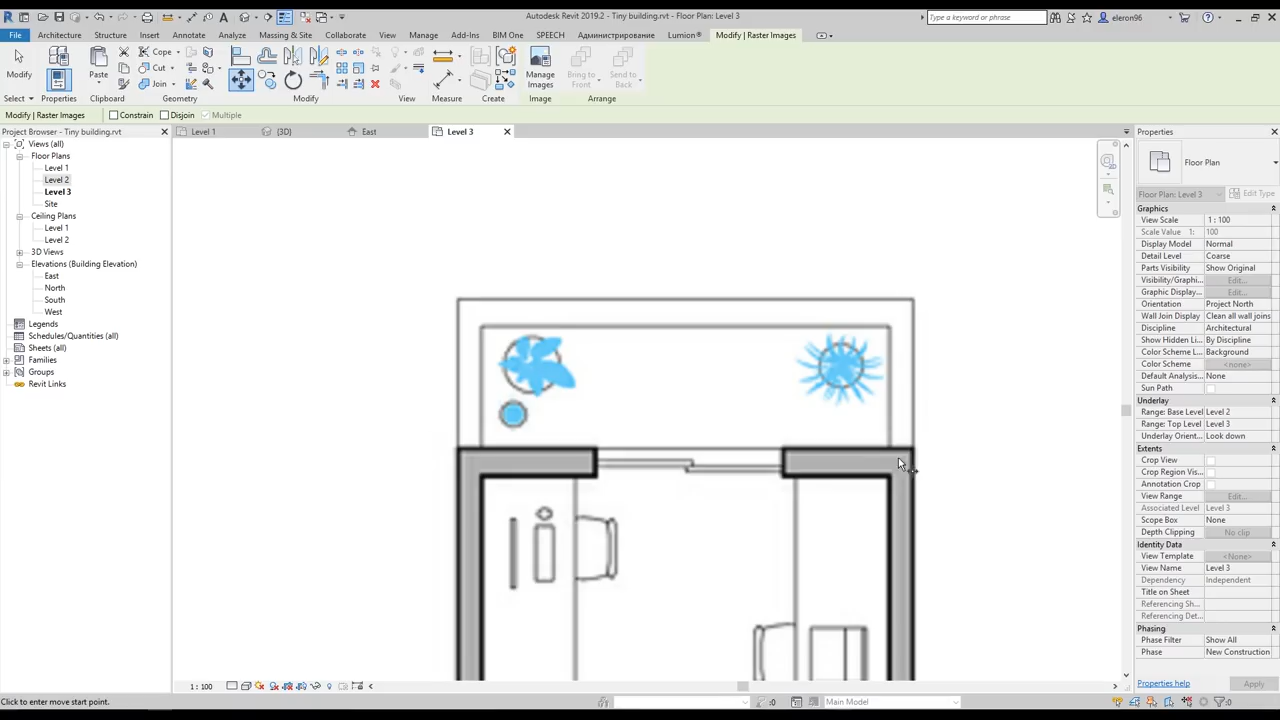 Autodesk Revit 2019.2 - Tiny building.rvt - Floor Plan: Level 3
Type a keyword or phrase
eleron96
File Architecture Structure Insert Annotate Analyze Massing & Site Collaborate View Manage Add-Ins BIM One SPEECH Администрирование Lumion® Modify | Raster Images
Modify
Properties
Paste
Cope
Cut
Join
Manage Images
Bring to Front
Send to Back
Select Properties Clipboard Geometry Modify View Measure Create Image Arrange
Modify | Raster Images Constrain Disjoin Multiple
Project Browser - Tiny building.rvt
Level 1 {3D} East Level 3
Properties
Views (all)
Floor Plans
Level 1
Level 2
Level 3
Site
Ceiling Plans
Level 1
Level 2
3D Views
Elevations (Building Elevation)
East
North
South
West
Legends
Schedules/Quantities (all)
Sheets (all)
Families
Groups
Revit Links
Floor Plan
Floor Plan: Level 3 Edit Type
Graphics
View Scale 1 : 100
Scale Value 1: 100
Display Model Normal
Detail Level Coarse
Parts Visibility Show Original
Visibility/Graphi... Edit...
Graphic Display... Edit...
Orientation Project North
Wall Join Display Clean all wall joins
Discipline Architectural
Show Hidden Li... By Discipline
Color Scheme L... Background
Color Scheme <none>
Default Analysis... None
Sun Path
Underlay
Range: Base Level Level 2
Range: Top Level Level 3
Underlay Orient... Look down
Extents
Crop View
Crop Region Vis...
Annotation Crop
View Range Edit...
Associated Level Level 3
Scope Box None
Depth Clipping No clip
Identity Data
View Template <None>
View Name Level 3
Dependency Independent
Title on Sheet
Referencing Sh...
Referencing Det...
Phasing
Phase Filter Show All
Phase New Construction
Properties help Apply
1 : 100
Click to enter move start point.
:0
Main Model
:0